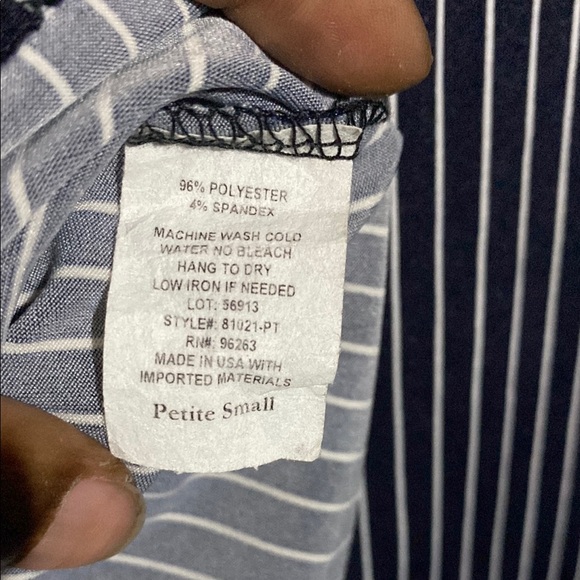 96% POLYESTER
4% SPANDEX
MACHINE WASH COLD
WATER NO BLEACH
HANG TO DRY
LOW IRON IF NEEDED
LOT: 56913
STYLE#: 81021-PT
RN#: 96263
MADE IN USA WITH
IMPORTED MATERIALS
Petite Small